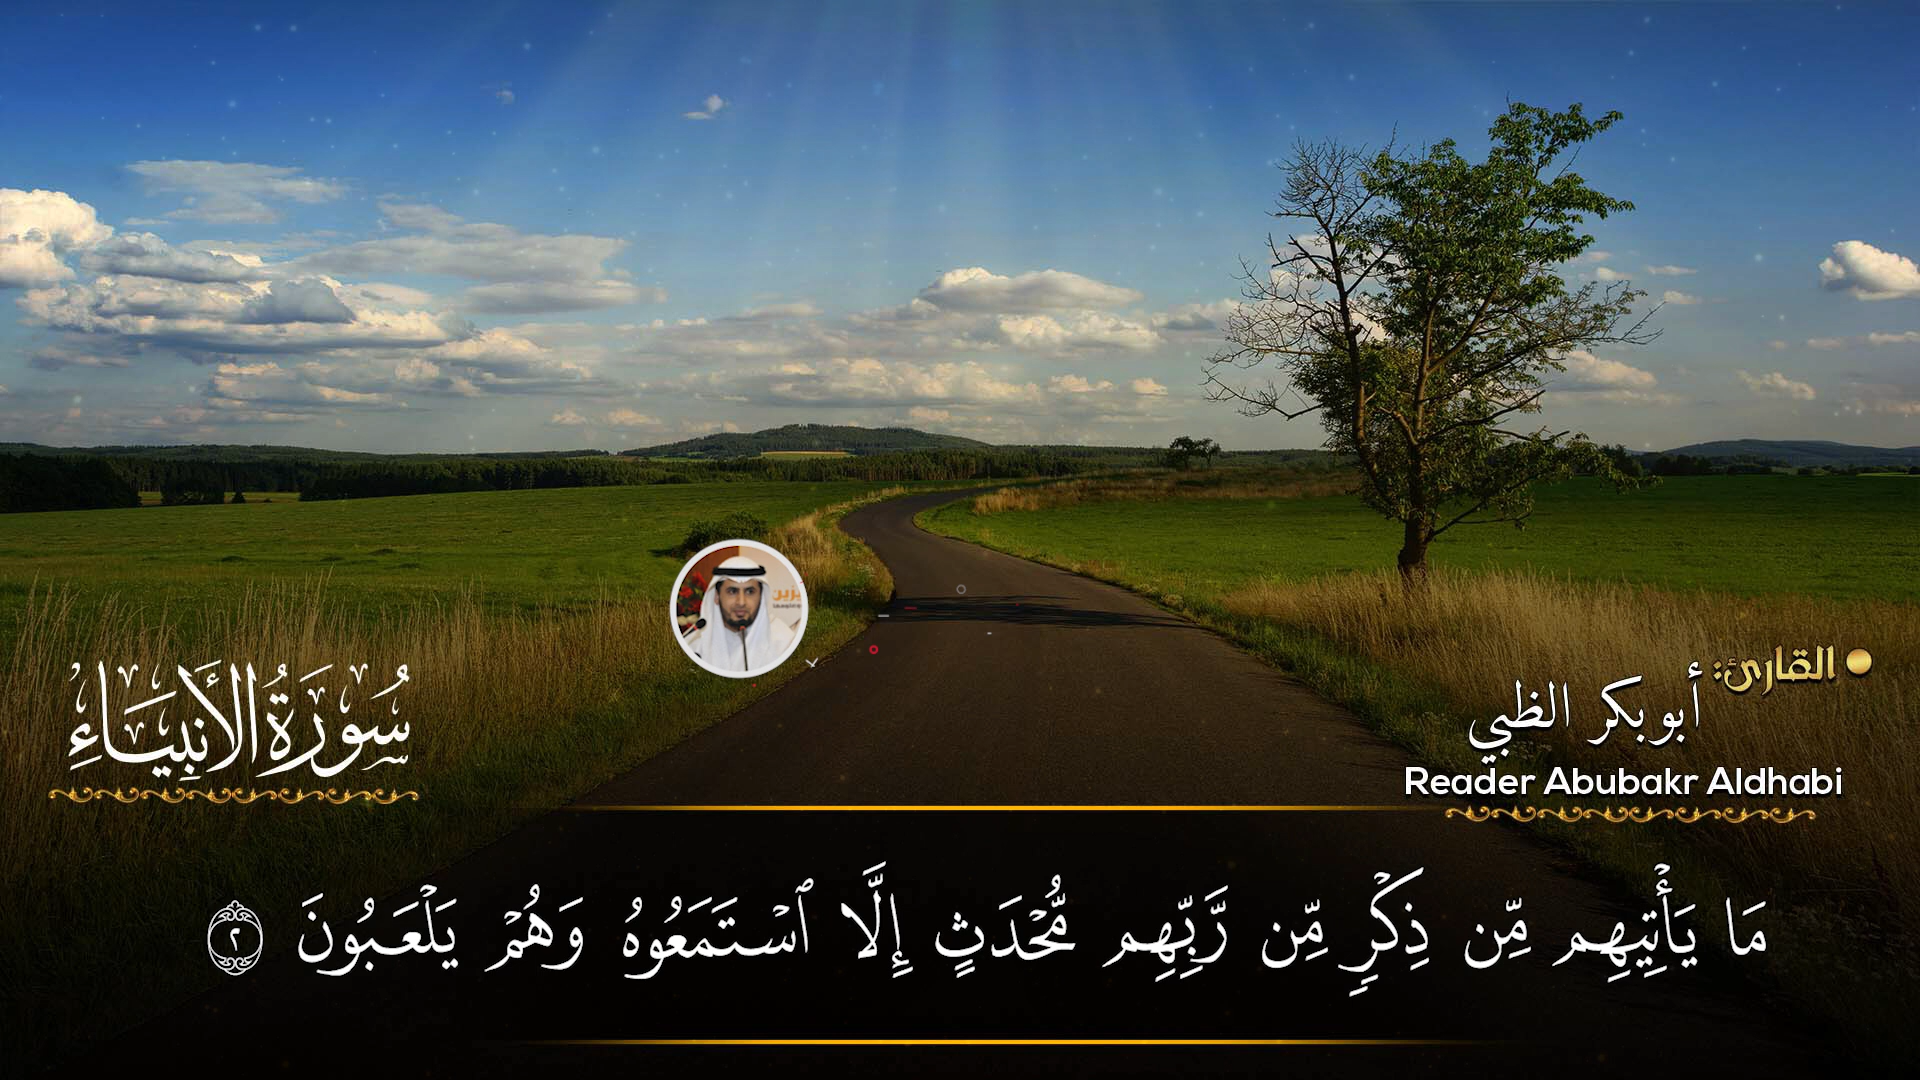 القارئ:
أبوبكر الظبي
Reader Abubakr Aldhabi
سُورَةُ الأَنبِيَاءِ
مَا يَأْتِيهِم مِّن ذِكْرٍ مِّن رَّبِّهِم مُّحْدَثٍ إِلَّا ٱسْتَمَعُوهُ وَهُمْ يَلْعَبُونَ ٢